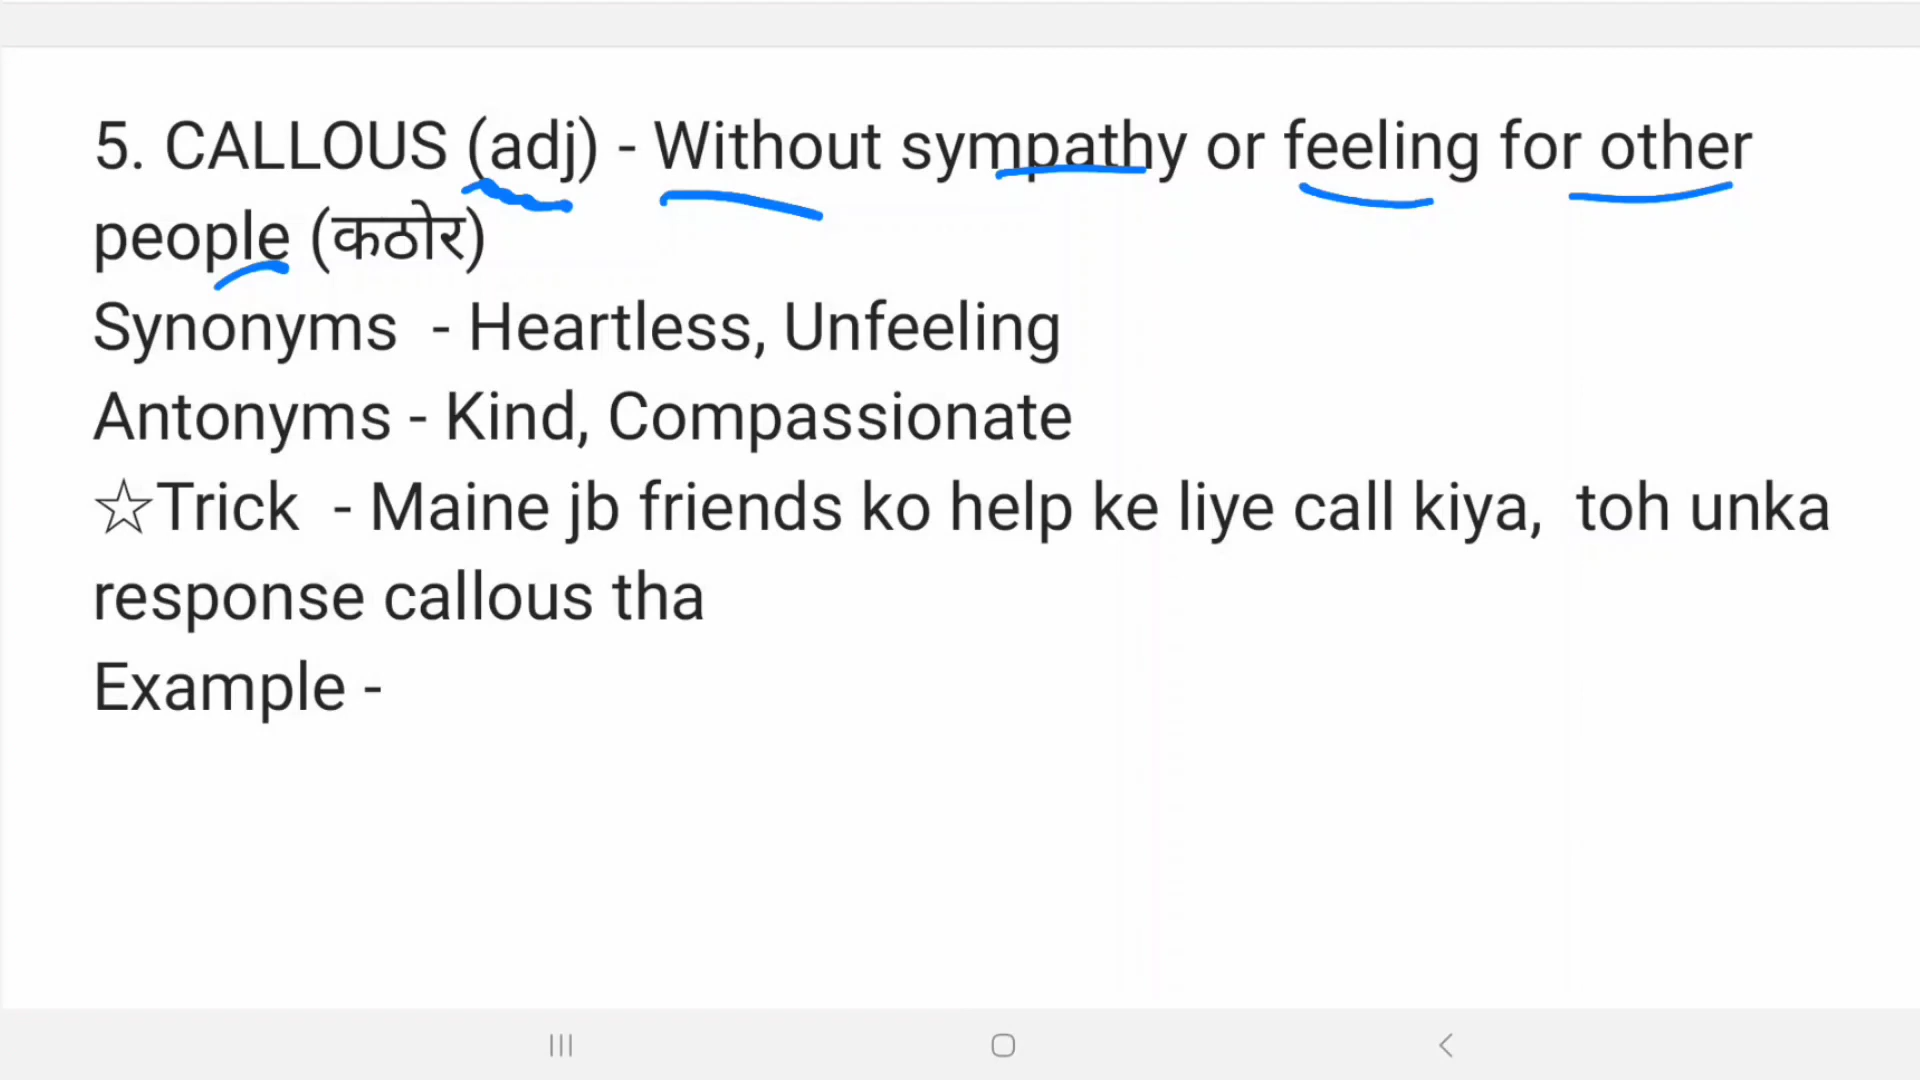 5. CALLOUS (adj) - Without sympathy or feeling for other
people (कठोर)
Synonyms  - Heartless, Unfeeling
Antonyms - Kind, Compassionate
☆Trick  - Maine jb friends ko help ke liye call kiya,  toh unka
response callous tha
Example -